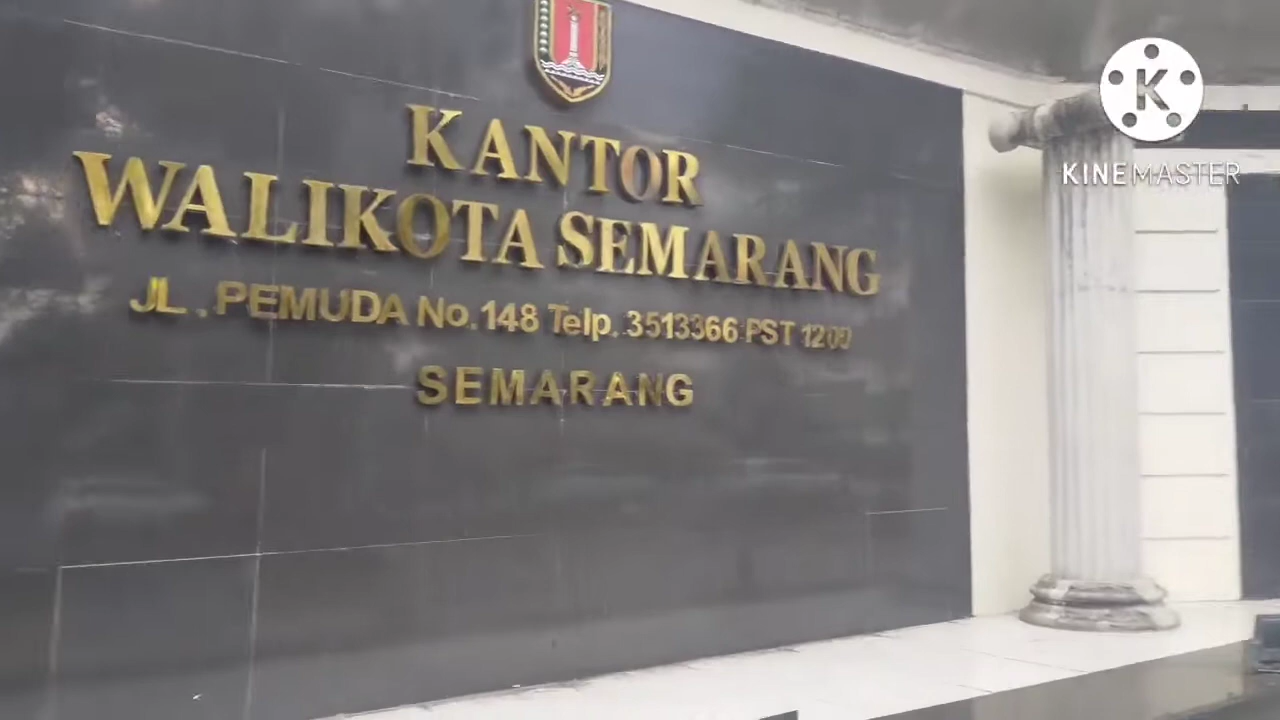 KANTOR
WALIKOTA SEMARANG
JL. PEMUDA No.148 Telp. 3513366 PST 1200
SEMARANG
K
KINEMASTER